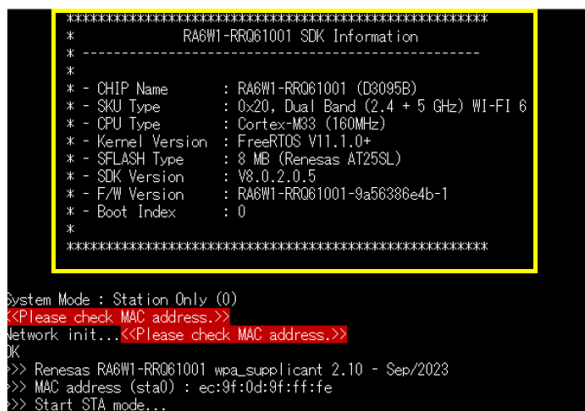 *******************************************************
* RA6W1-RRQ61001 SDK Information
* --------------------------------------------------
*
* - CHIP Name : RA6W1-RRQ61001 (D3095B)
* - SKU Type : 0x20, Dual Band (2.4 + 5 GHz) WI-FI 6
* - CPU Type : Cortex-M33 (160MHz)
* - Kernel Version : FreeRTOS V11.1.0+
* - SFLASH Type : 8 MB (Renesas AT25SL)
* - SDK Version : V8.0.2.0.5
* - F/W Version : RA6W1-RRQ61001-9a56386e4b-1
* - Boot Index : 0
*
*******************************************************
System Mode : Station Only (0)
<<Please check MAC address.>>
Network init...<<Please check MAC address.>>
OK
>>> Renesas RA6W1-RRQ61001 wpa_supplicant 2.10 - Sep/2023
>>> MAC address (sta0) : ec:9f:0d:9f:ff:fe
>>> Start STA mode...